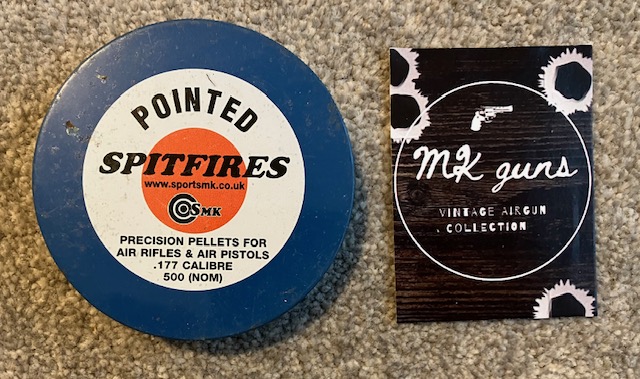 POINTED
SPITFIRES
www.sportsmk.co.uk
SMK
PRECISION PELLETS FOR
AIR RIFLES & AIR PISTOLS
.177 CALIBRE
500 (NOM)
MK guns
VINTAGE AIRGUN
COLLECTION